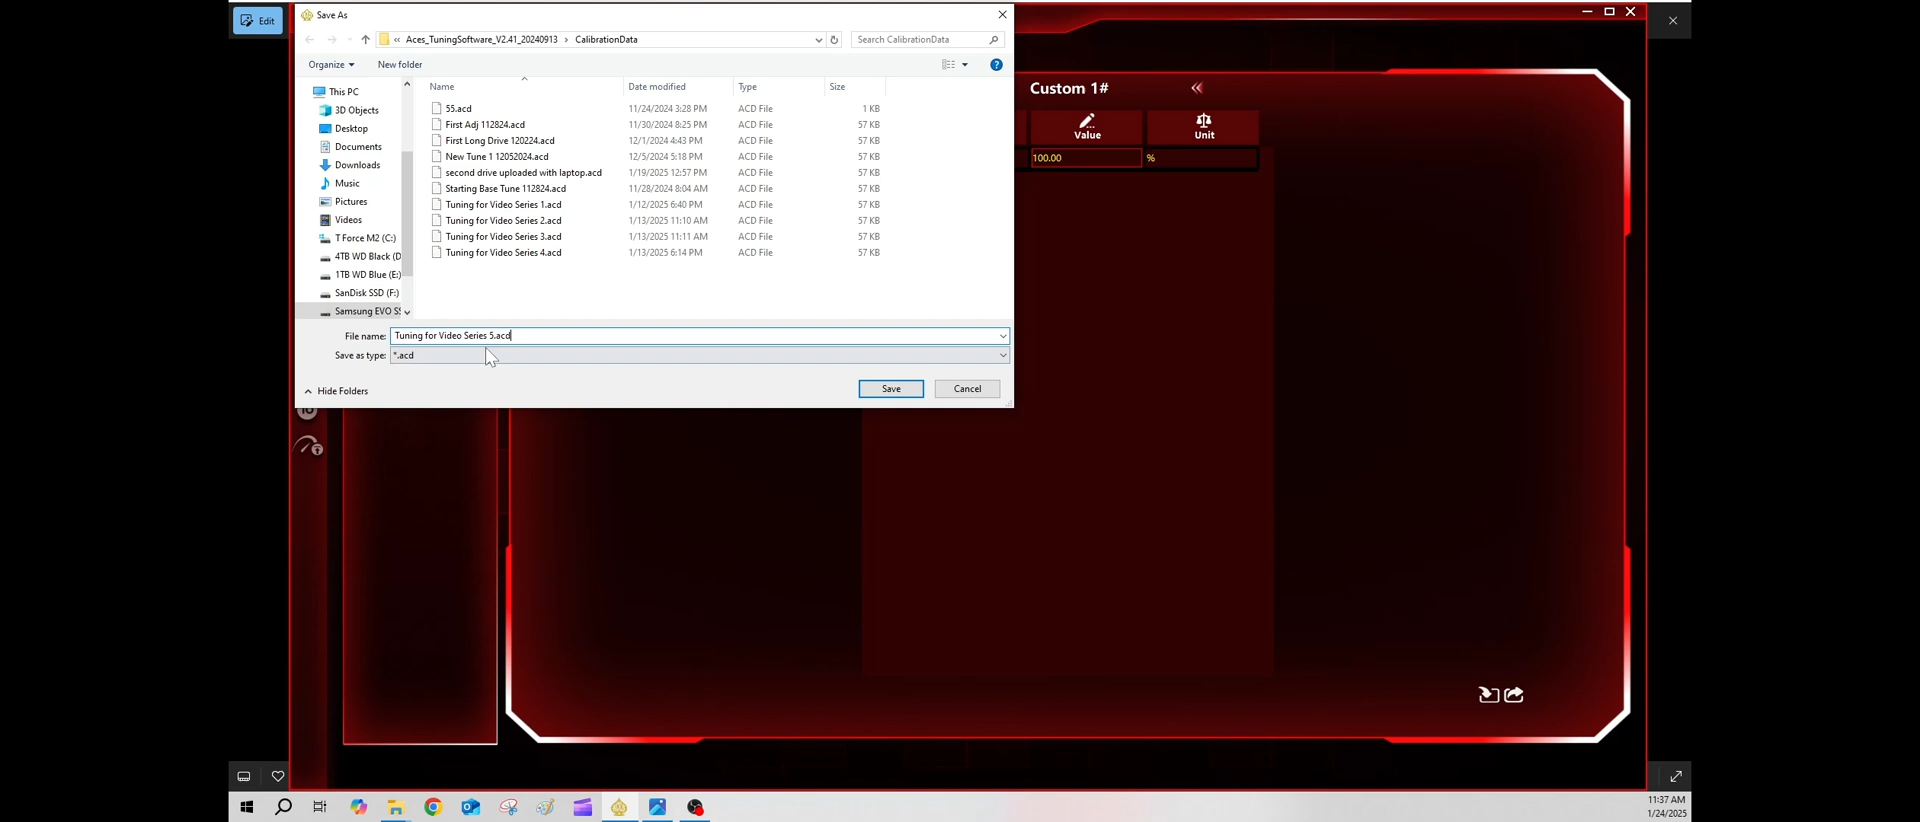 Edit
Save As
Aces_TuningSoftware_V2.41_20240913 › CalibrationData
Search CalibrationData
Organize
New folder
This PC
3D Objects
Desktop
Documents
Downloads
Music
Pictures
Videos
T Force M2 (C:)
4TB WD Black (D
1TB WD Blue (E:)
SanDisk SSD (F:)
Samsung EVO SS
Name Date modified Type Size
55.acd 11/24/2024 3:28 PM ACD File 1 KB
First Adj 112824.acd 11/30/2024 8:25 PM ACD File 57 KB
First Long Drive 120224.acd 12/1/2024 4:43 PM ACD File 57 KB
New Tune 1 12052024.acd 12/5/2024 5:18 PM ACD File 57 KB
second drive uploaded with laptop.acd 1/19/2025 12:57 PM ACD File 57 KB
Starting Base Tune 112824.acd 11/28/2024 8:04 AM ACD File 57 KB
Tuning for Video Series 1.acd 1/12/2025 6:40 PM ACD File 57 KB
Tuning for Video Series 2.acd 1/13/2025 11:10 AM ACD File 57 KB
Tuning for Video Series 3.acd 1/13/2025 11:11 AM ACD File 57 KB
Tuning for Video Series 4.acd 1/13/2025 6:14 PM ACD File 57 KB
File name: Tuning for Video Series 5.acd
Save as type: *.acd
Hide Folders
Save
Cancel
Custom 1#
Value Unit
100.00 %
11:37 AM
1/24/2025